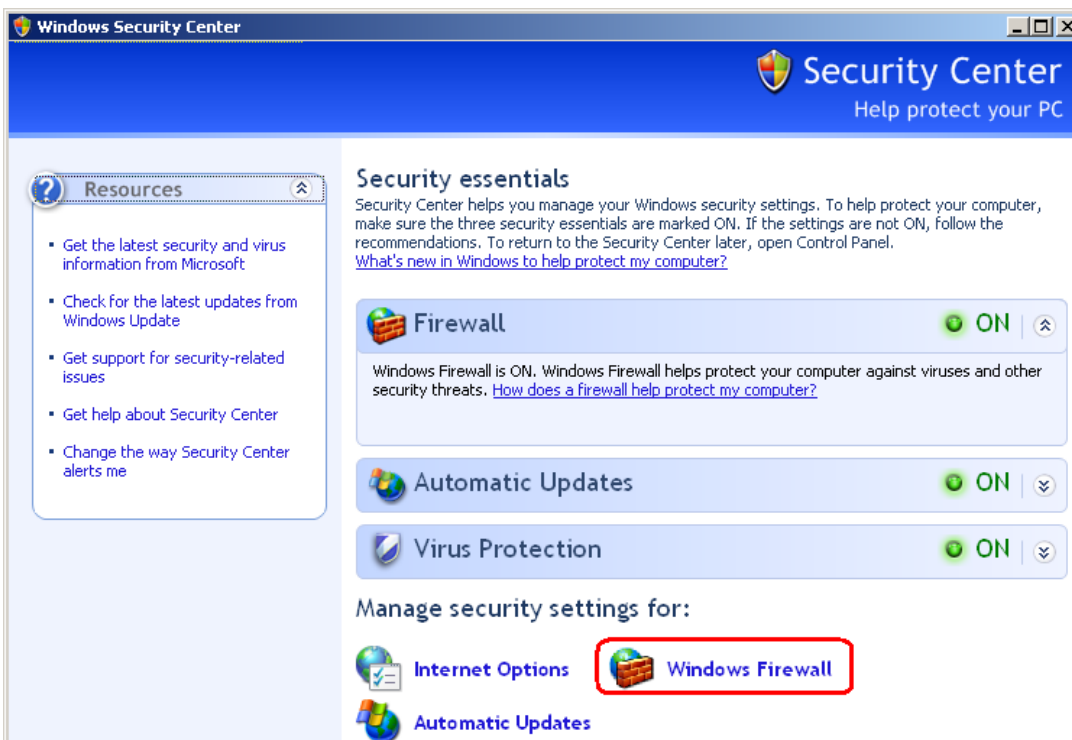 Windows Security Center
Security Center
Help protect your PC
Resources
Get the latest security and virus
information from Microsoft
Check for the latest updates from
Windows Update
Get support for security-related
issues
Get help about Security Center
Change the way Security Center
alerts me
Security essentials
Security Center helps you manage your Windows security settings. To help protect your computer,
make sure the three security essentials are marked ON. If the settings are not ON, follow the
recommendations. To return to the Security Center later, open Control Panel.
What's new in Windows to help protect my computer?
Firewall ON
Windows Firewall is ON. Windows Firewall helps protect your computer against viruses and other
security threats. How does a firewall help protect my computer?
Automatic Updates ON
Virus Protection ON
Manage security settings for:
Internet Options Windows Firewall
Automatic Updates